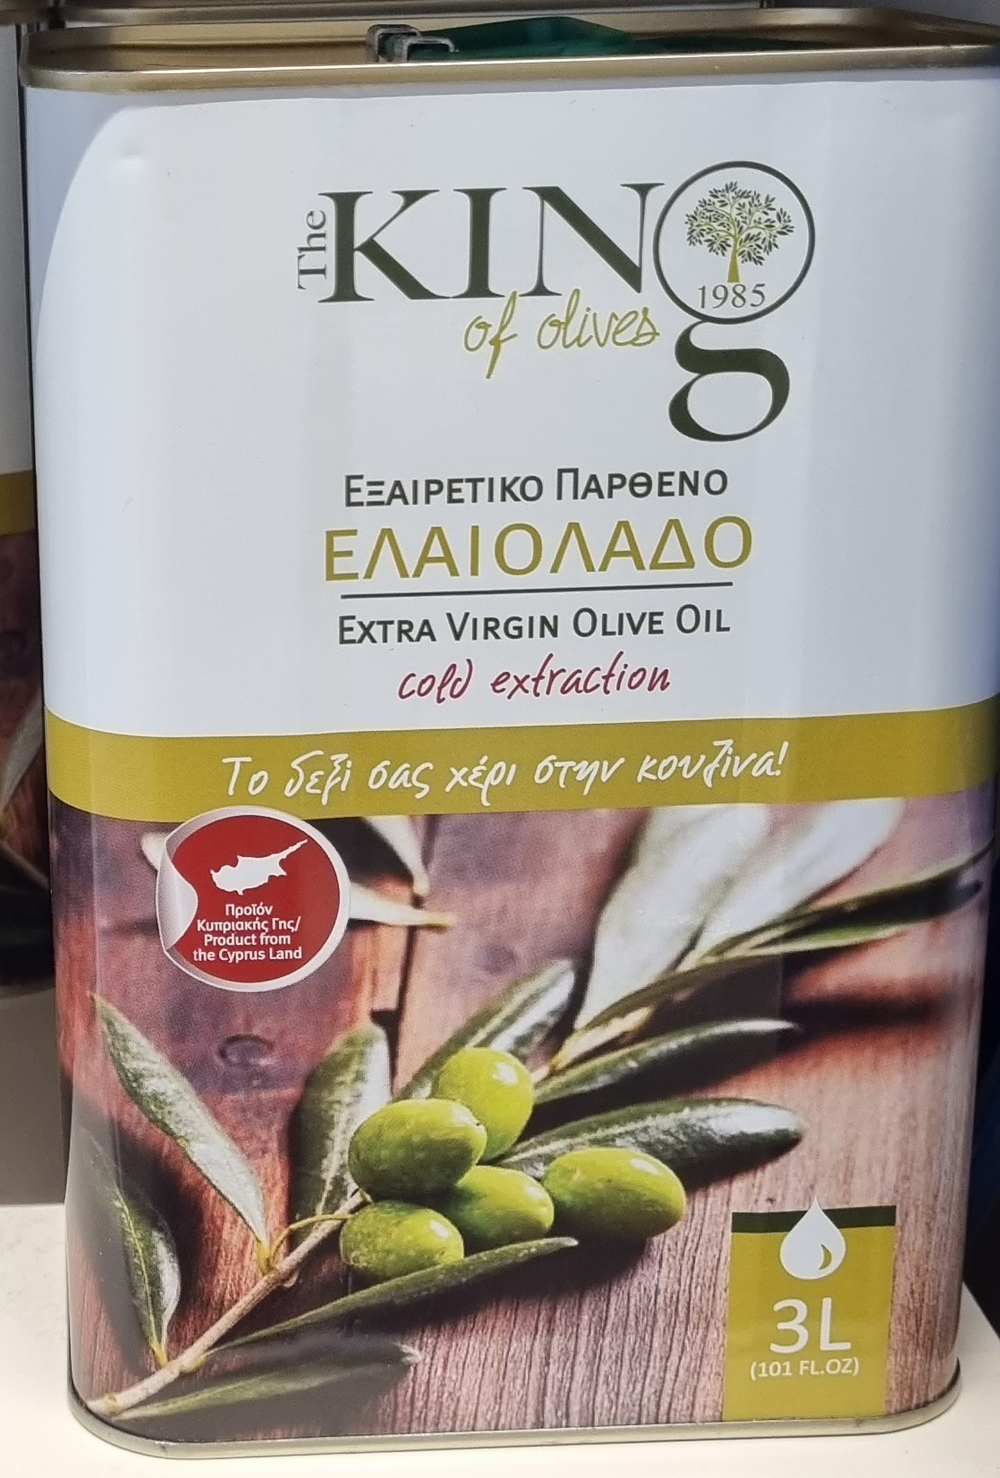 The KINg
1985
of olives
ΕΞΑΙΡΕΤΙΚΟ ΠΑΡΘΕΝΟ
ΕΛΑΙΟΛΑΔΟ
EXTRA VIRGIN OLIVE OIL
cold extraction
Το δεξί σας χέρι στην κουζίνα!
Προϊόν
Κυπριακής Γης/
Product from
the Cyprus Land
3L
(101 FL.OZ)